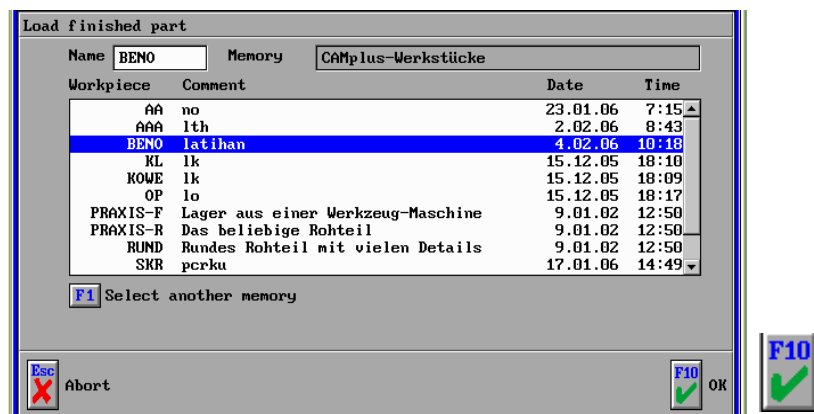 Load finished part
Name BENO Memory CAMplus-Werkstücke
Workpiece Comment Date Time
AA no 23.01.06 7:15
AAA lth 2.02.06 8:43
BENO latihan 4.02.06 10:18
KL lk 15.12.05 18:10
KOWE lk 15.12.05 18:09
OP lo 15.12.05 18:17
PRAXIS-F Lager aus einer Werkzeug-Maschine 9.01.02 12:50
PRAXIS-R Das beliebige Rohteil 9.01.02 12:50
RUND Rundes Rohteil mit vielen Details 9.01.02 12:50
SKR pcrku 17.01.06 14:49
F1 Select another memory
Esc Abort F10 OK
F10